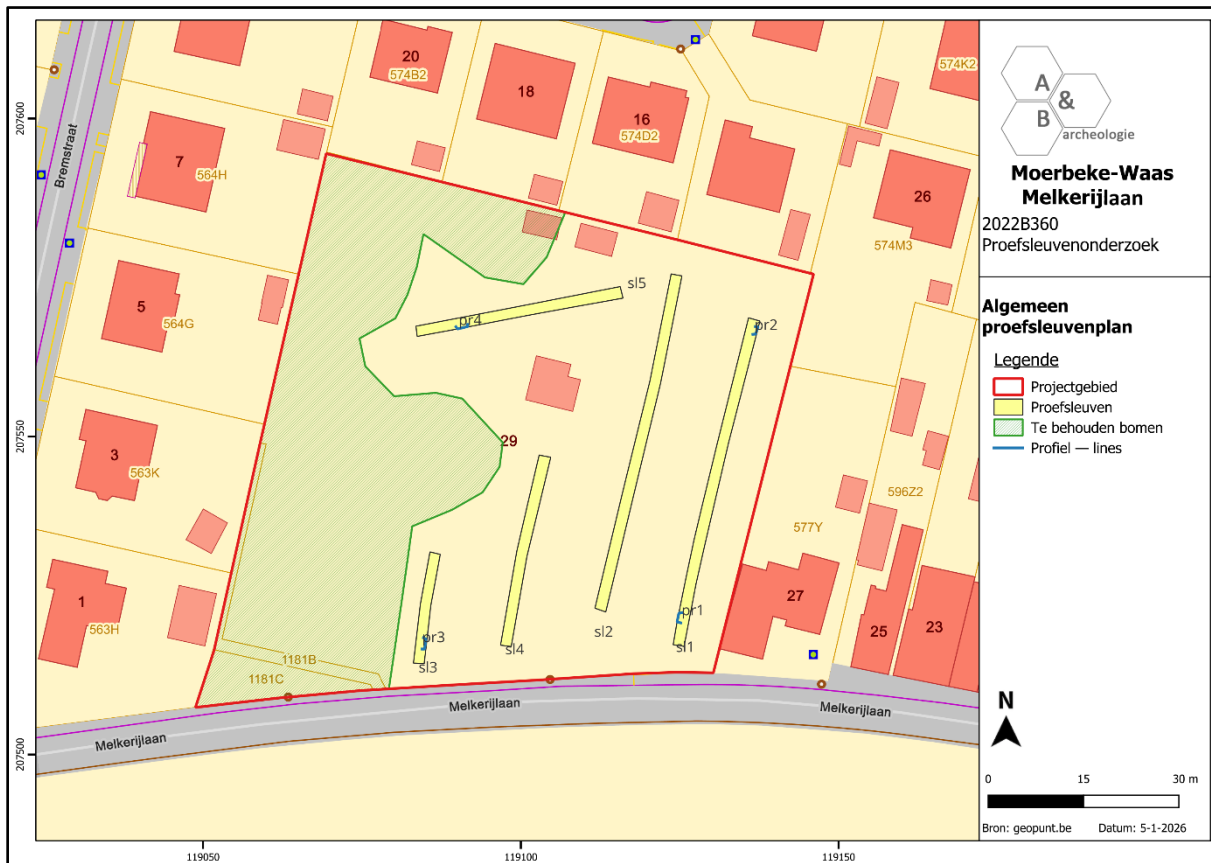 20
574B2
18
16
574D2
574K2
7
564H
26
574M3
Bremstraat
207600
5
564G
sl5
pr4
pr2
3
563K
29
207550
596Z2
577Y
1
563H
pr3
sl3
sl4
sl2
pr1
sl1
27
25
23
1181B
1181C
Melkerijlaan
Melkerijlaan
Melkerijlaan
207500
119050
119100
119150
A
&
B
archeologie
Moerbeke-Waas
Melkerijlaan
2022B360
Proefsleuvenonderzoek
Algemeen
proefsleuvenplan
Legende
Projectgebied
Proefsleuven
Te behouden bomen
Profiel — lines
N
0 15 30 m
Bron: geopunt.be Datum: 5-1-2026